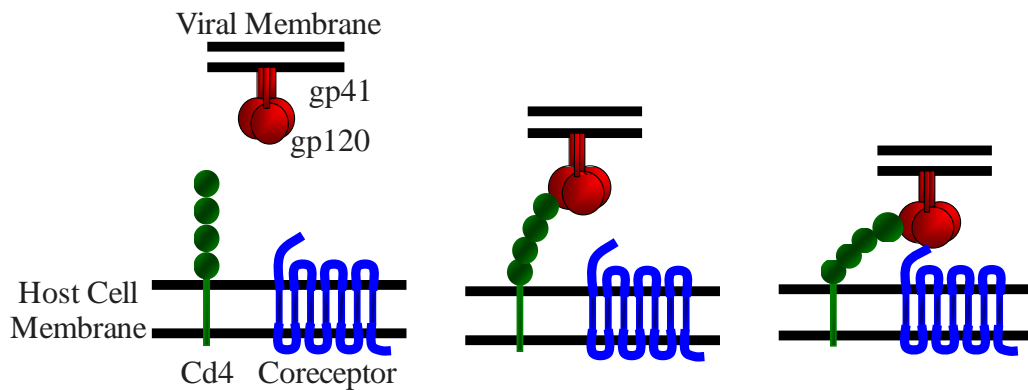 Viral Membrane
gp41
gp120
Host Cell
Membrane
Cd4
Coreceptor